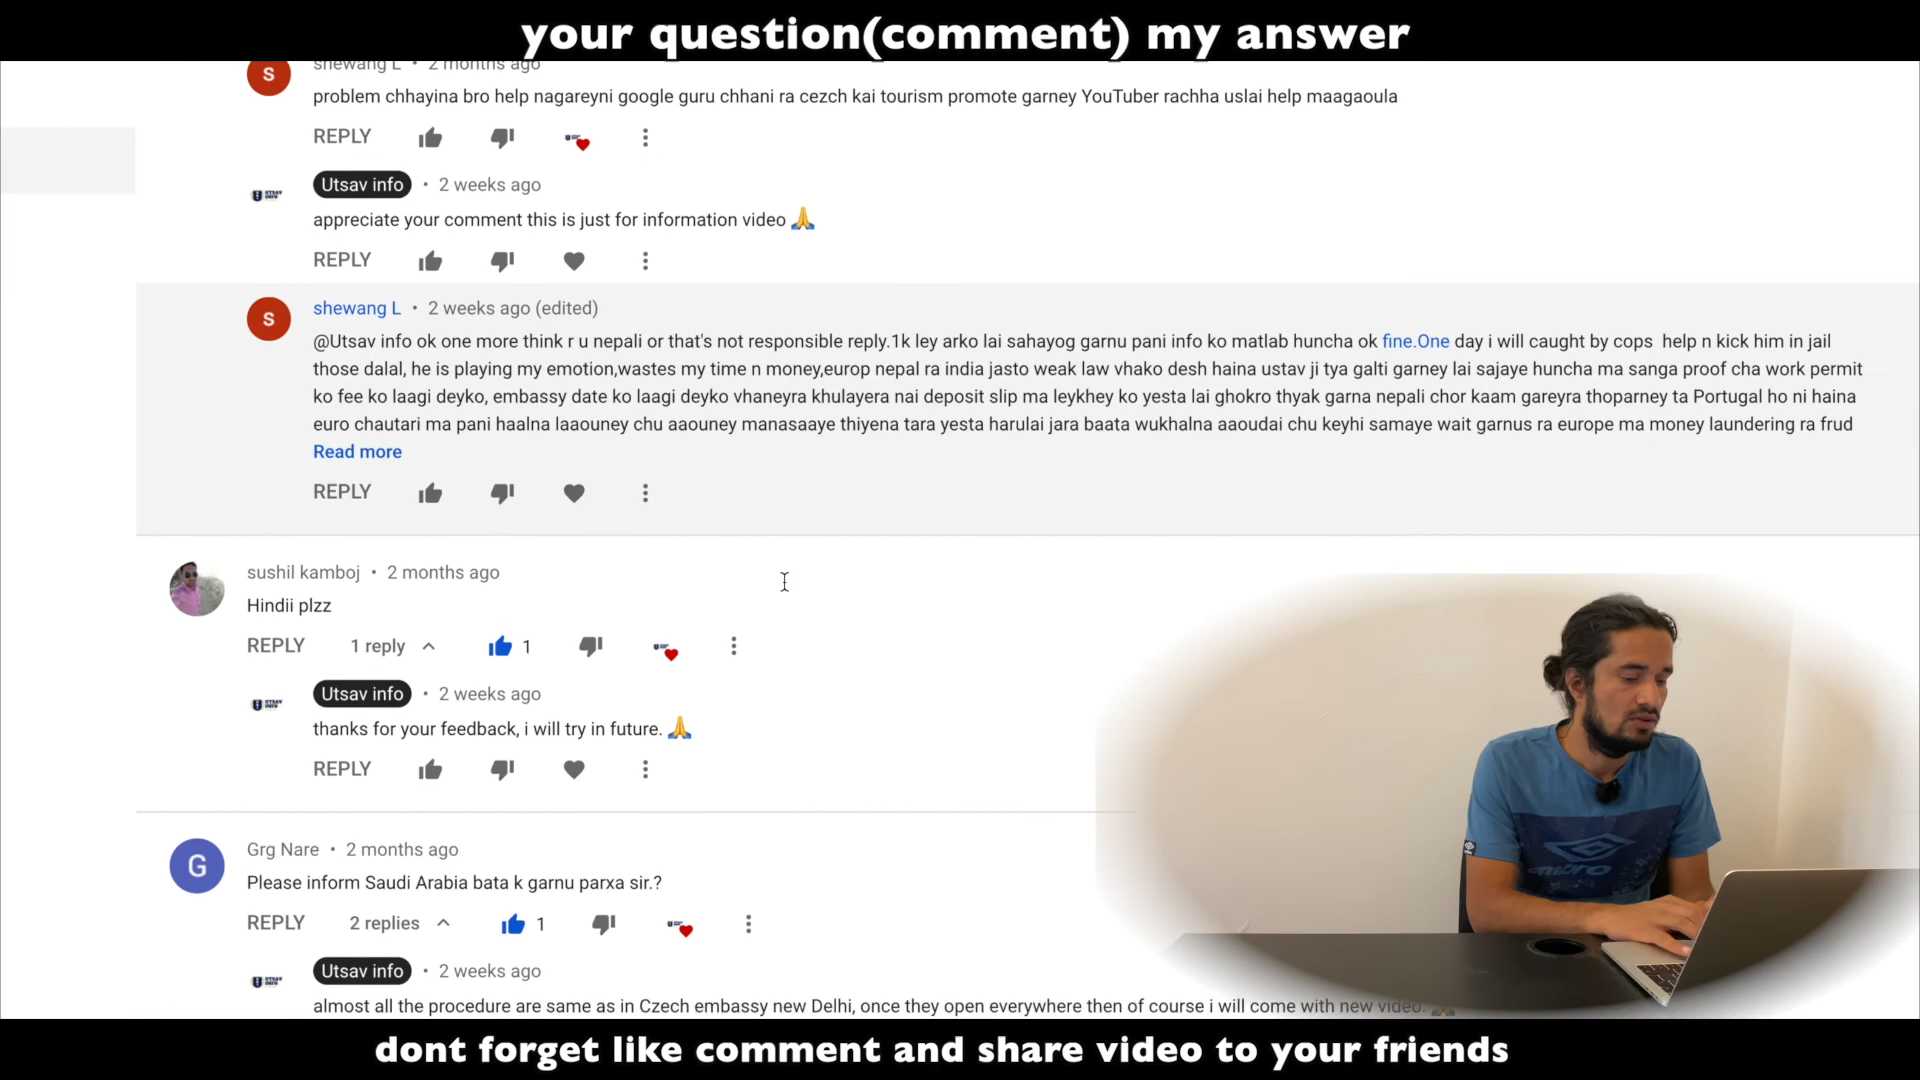 your question(comment) my answer
shewang L • 2 months ago
S
problem chhayina bro help nagareyni google guru chhani ra cezch kai tourism promote garney YouTuber rachha uslai help maagaoula
REPLY
Utsav info • 2 weeks ago
appreciate your comment this is just for information video 🙏
REPLY
shewang L • 2 weeks ago (edited)
S
@Utsav info ok one more think r u nepali or that's not responsible reply.1k ley arko lai sahayog garnu pani info ko matlab huncha ok fine.One day i will caught by cops help n kick him in jail
those dalal, he is playing my emotion,wastes my time n money,europ nepal ra india jasto weak law vhako desh haina ustav ji tya galti garney lai sajaye huncha ma sanga proof cha work permit
ko fee ko laagi deyko, embassy date ko laagi deyko vhaneyra khulayera nai deposit slip ma leykhey ko yesta lai ghokro thyak garna nepali chor kaam gareyra thoparney ta Portugal ho ni haina
euro chautari ma pani haalna laaouney chu aaouney manasaaye thiyena tara yesta harulai jara baata wukhalna aaoudai chu keyhi samaye wait garnus ra europe ma money laundering ra frud
Read more
REPLY
sushil kamboj • 2 months ago
Hindii plzz
REPLY 1 reply 1
Utsav info • 2 weeks ago
thanks for your feedback, i will try in future. 🙏
REPLY
Grg Nare • 2 months ago
G
Please inform Saudi Arabia bata k garnu parxa sir.?
REPLY 2 replies 1
Utsav info • 2 weeks ago
almost all the procedure are same as in Czech embassy new Delhi, once they open everywhere then of course i will come with new video. 🙏
umbro
dont forget like comment and share video to your friends